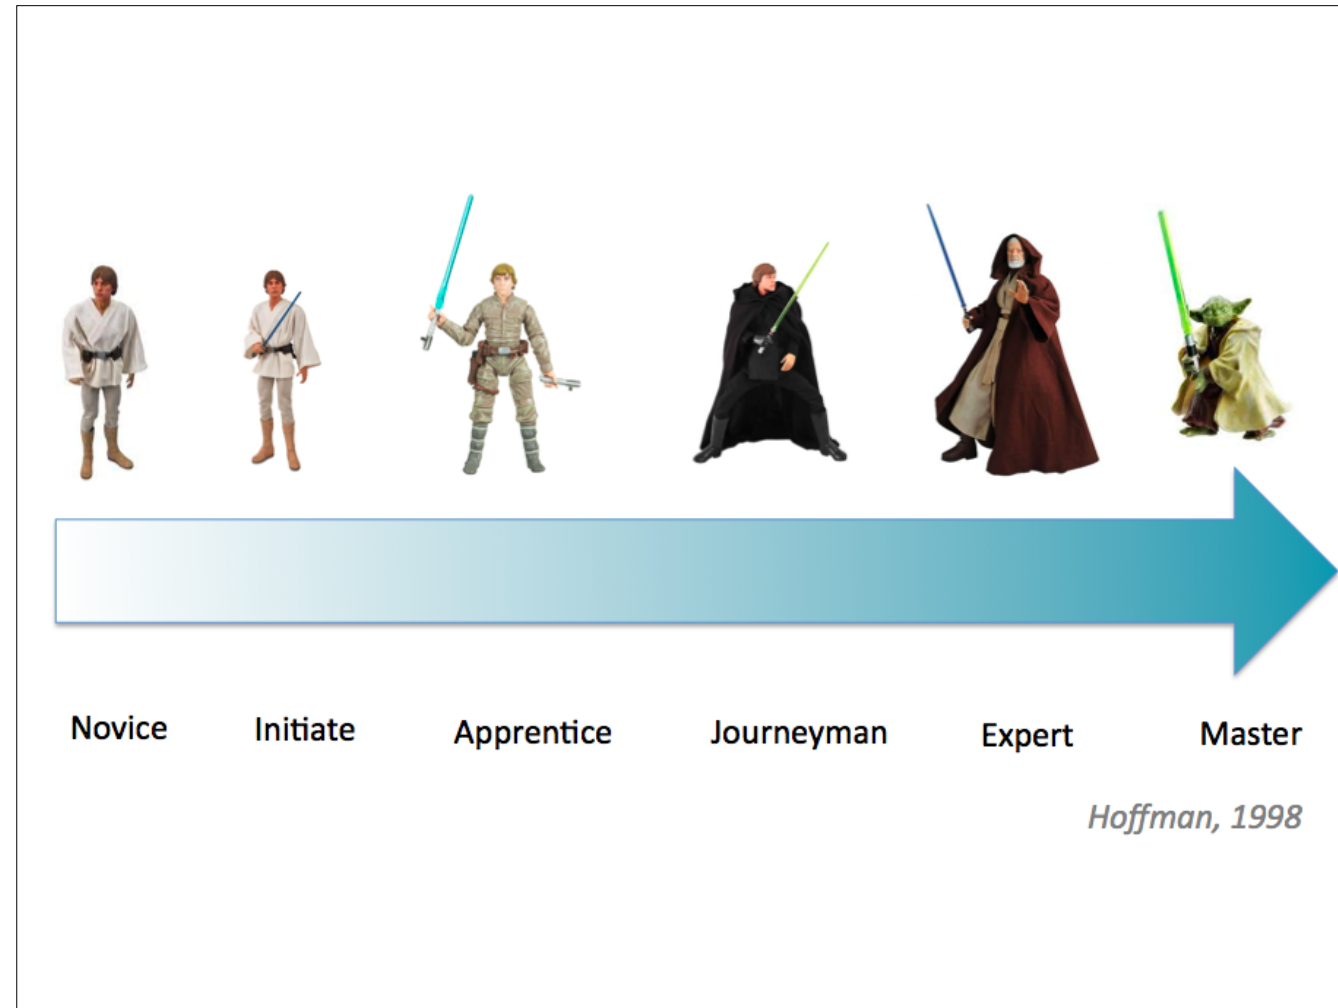 Novice
Initiate
Apprentice
Journeyman
Expert
Master
Hoffman, 1998